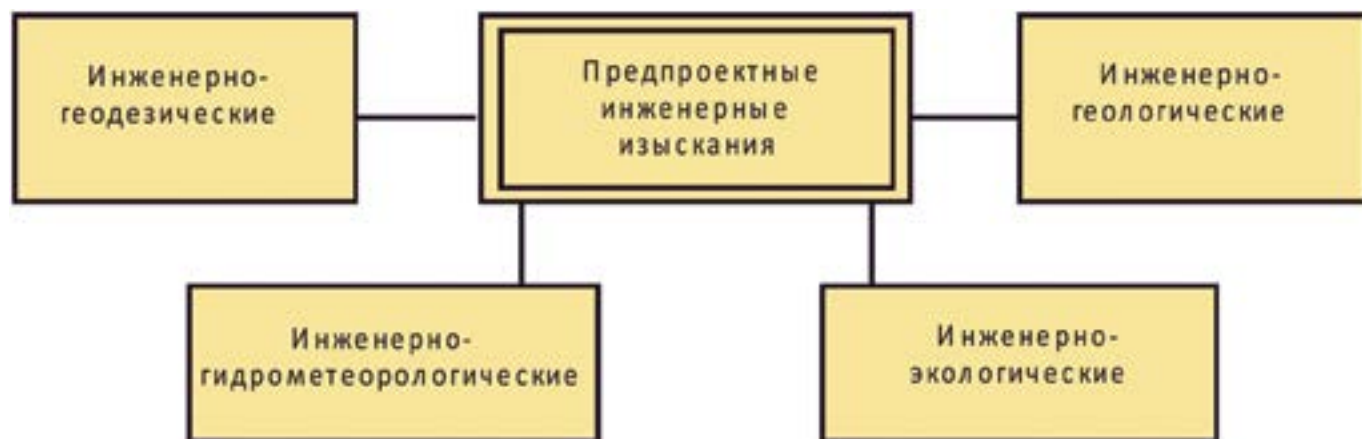 Инженерно-
геодезические
Предпроектные
инженерные
изыскания
Инженерно-
геологические
Инженерно-
гидрометеорологические
Инженерно-
экологические